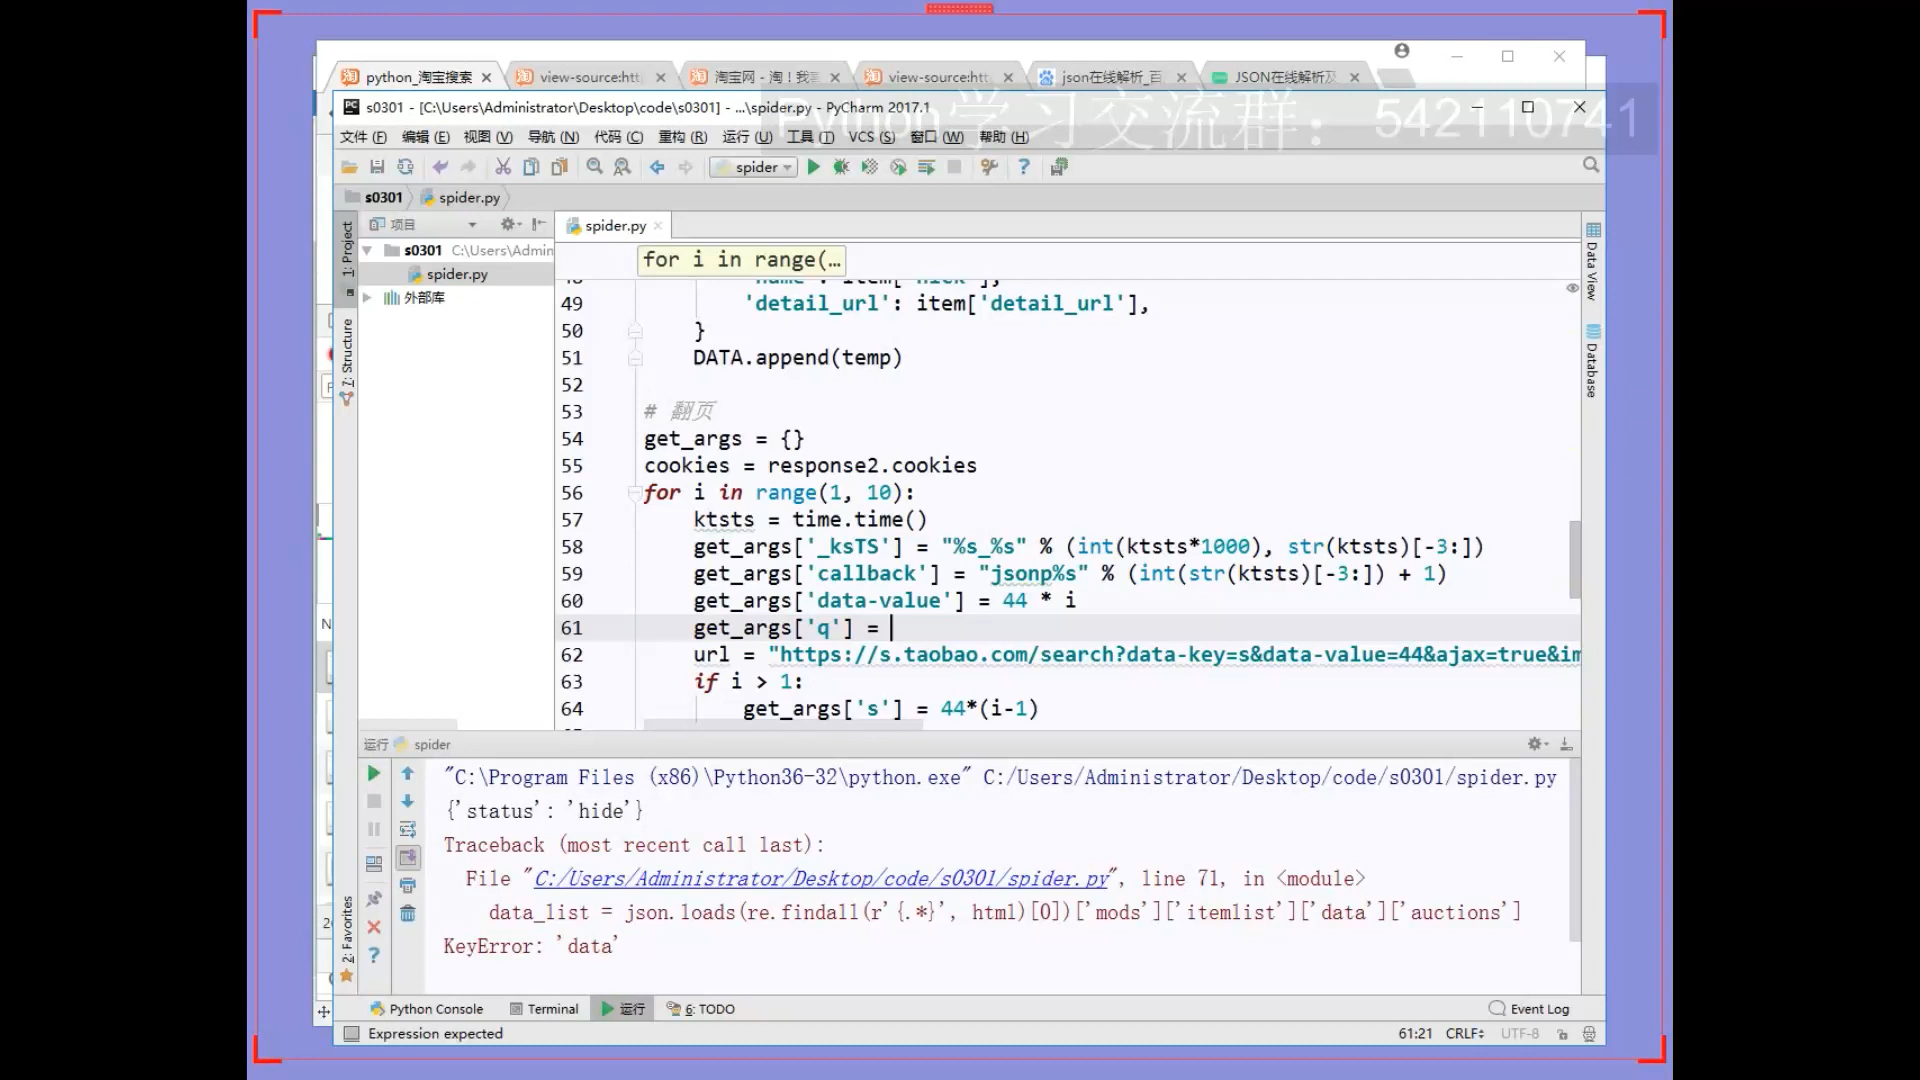 python_淘宝搜索
view-source:htt
淘宝网 - 淘！我
view-source:htt
json在线解析_百
JSON在线解析及
Python学习交流群：542110741
s0301 - [C:\Users\Administrator\Desktop\code\s0301] - ...\spider.py - PyCharm 2017.1
文件 (F) 编辑 (E) 视图 (V) 导航 (N) 代码 (C) 重构 (R) 运行 (U) 工具 (T) VCS (S) 窗口 (W) 帮助 (H)
spider
s0301 spider.py
1: Project
项目
spider.py
s0301 C:\Users\Admin
spider.py
外部库
7: Structure
2: Favorites
Data View
Database
for i in range(…
49 'detail_url': item['detail_url'],
50 }
51 DATA.append(temp)
52
53 # 翻页
54 get_args = {}
55 cookies = response2.cookies
56 for i in range(1, 10):
57 ktsts = time.time()
58 get_args['_ksTS'] = "%s_%s" % (int(ktsts*1000), str(ktsts)[-3:])
59 get_args['callback'] = "jsonp%s" % (int(str(ktsts)[-3:]) + 1)
60 get_args['data-value'] = 44 * i
61 get_args['q'] =
62 url = "https://s.taobao.com/search?data-key=s&data-value=44&ajax=true&im
63 if i > 1:
64 get_args['s'] = 44*(i-1)
运行 spider
"C:\Program Files (x86)\Python36-32\python.exe" C:/Users/Administrator/Desktop/code/s0301/spider.py
{'status': 'hide'}
Traceback (most recent call last):
File "C:/Users/Administrator/Desktop/code/s0301/spider.py", line 71, in <module>
data_list = json.loads(re.findall(r'{.*}', html)[0])['mods']['itemlist']['data']['auctions']
KeyError: 'data'
Python Console Terminal 运行 6: TODO Event Log
Expression expected 61:21 CRLF UTF-8